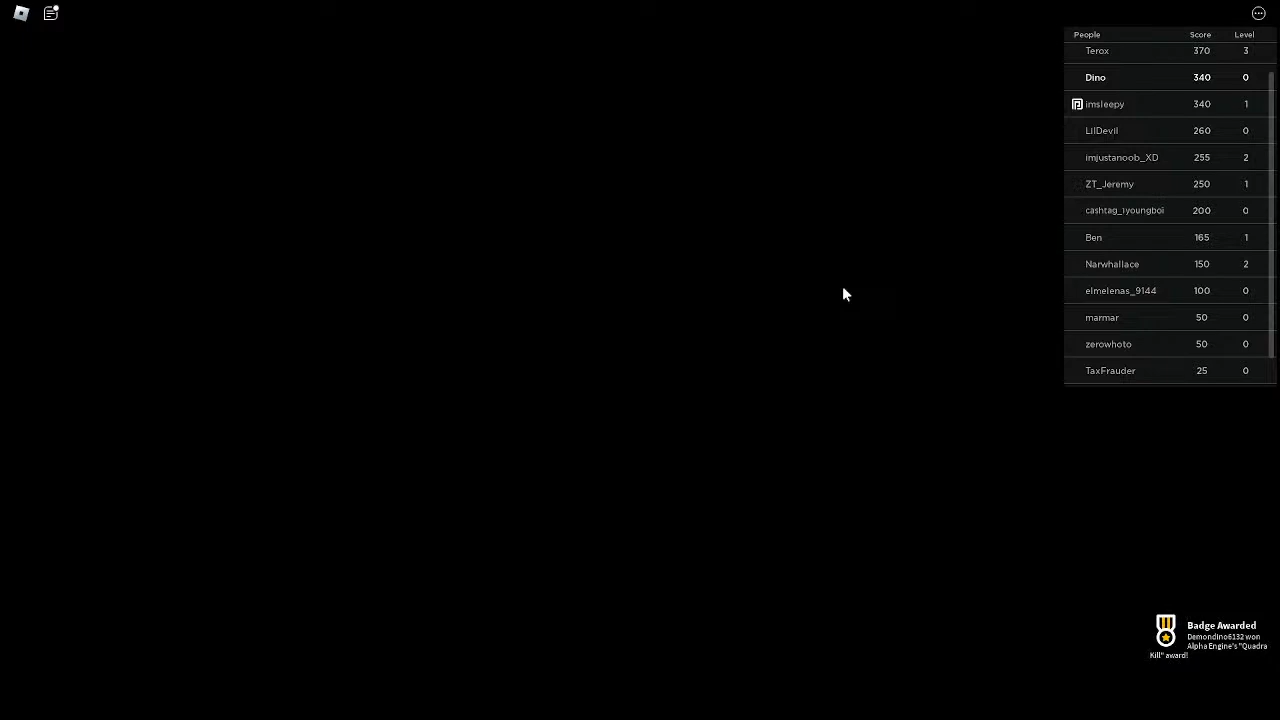 People Score Level
Terox 370 3
Dino 340 0
imsleepy 340 1
LilDevil 260 0
imjustanoob_XD 255 2
ZT_Jeremy 250 1
cashtag_1youngboi 200 0
Ben 165 1
Narwhallace 150 2
elmelenas_9144 100 0
marmar 50 0
zerowhoto 50 0
TaxFrauder 25 0
Badge Awarded
Demondino6132 won
Alpha Engine's "Quadra
Kill" award!